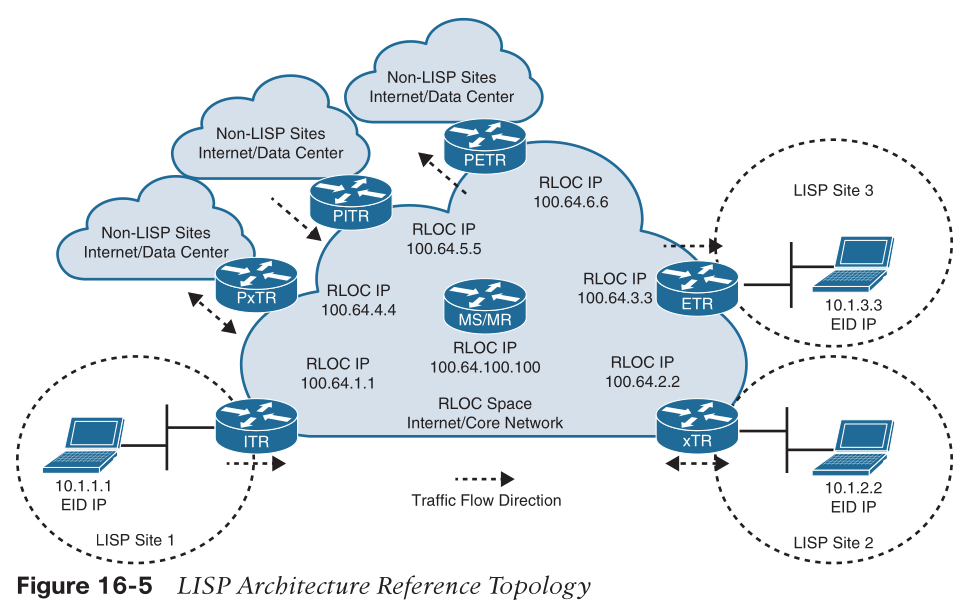 Non-LISP Sites
Internet/Data Center
PETR
Non-LISP Sites
Internet/Data Center
PITR
Non-LISP Sites
Internet/Data Center
PxTR
RLOC IP
100.64.6.6
RLOC IP
100.64.5.5
RLOC IP
100.64.4.4
MS/MR
RLOC IP
100.64.100.100
RLOC IP
100.64.3.3
ETR
LISP Site 3
10.1.3.3
EID IP
RLOC IP
100.64.1.1
RLOC IP
100.64.2.2
RLOC Space
Internet/Core Network
ITR
xTR
10.1.1.1
EID IP
LISP Site 1
Traffic Flow Direction
10.1.2.2
EID IP
LISP Site 2
Figure 16-5 LISP Architecture Reference Topology